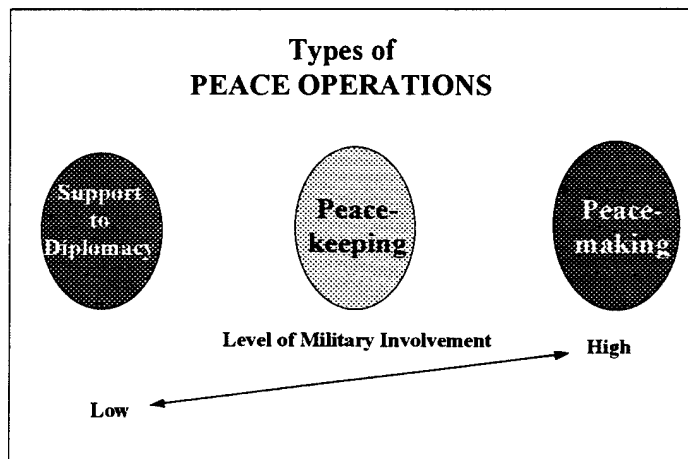 Types of
PEACE OPERATIONS
Support
to
Diplomacy
Peace-
keeping
Peace-
making
Level of Military Involvement
High
Low